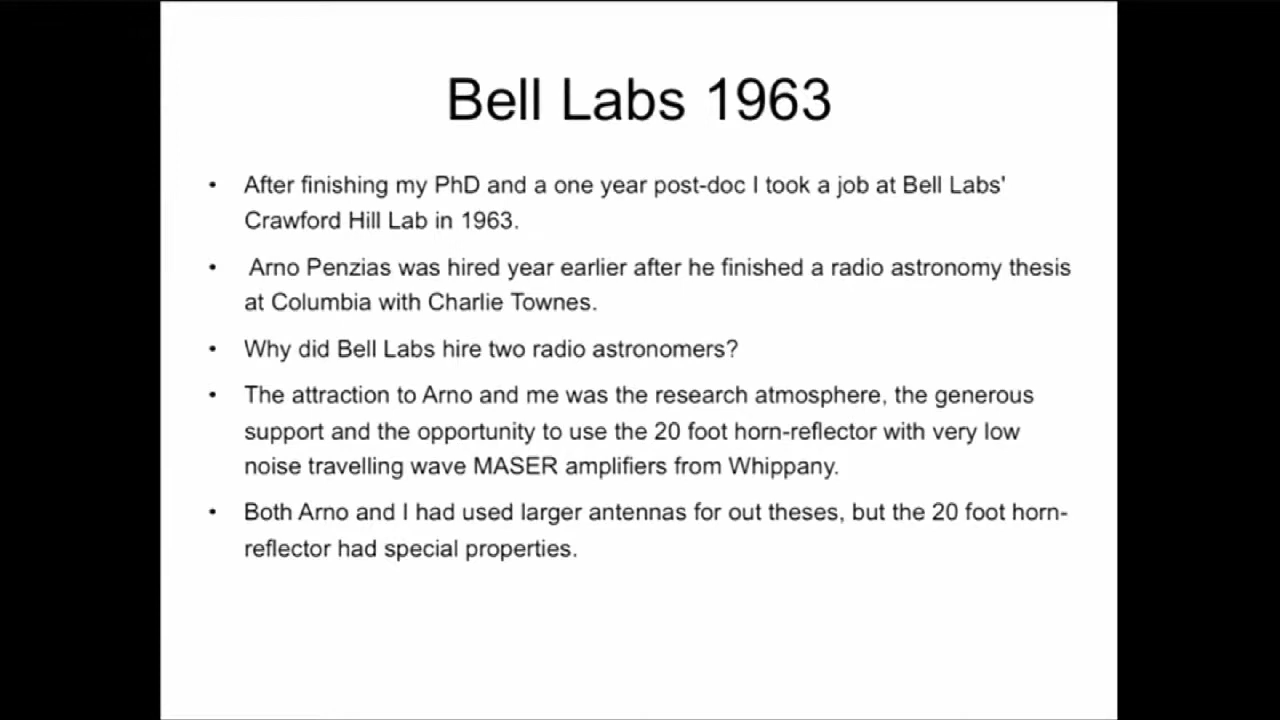 Bell Labs 1963
• After finishing my PhD and a one year post-doc I took a job at Bell Labs'
Crawford Hill Lab in 1963.
• Arno Penzias was hired year earlier after he finished a radio astronomy thesis
at Columbia with Charlie Townes.
• Why did Bell Labs hire two radio astronomers?
• The attraction to Arno and me was the research atmosphere, the generous
support and the opportunity to use the 20 foot horn-reflector with very low
noise travelling wave MASER amplifiers from Whippany.
• Both Arno and I had used larger antennas for out theses, but the 20 foot horn-
reflector had special properties.